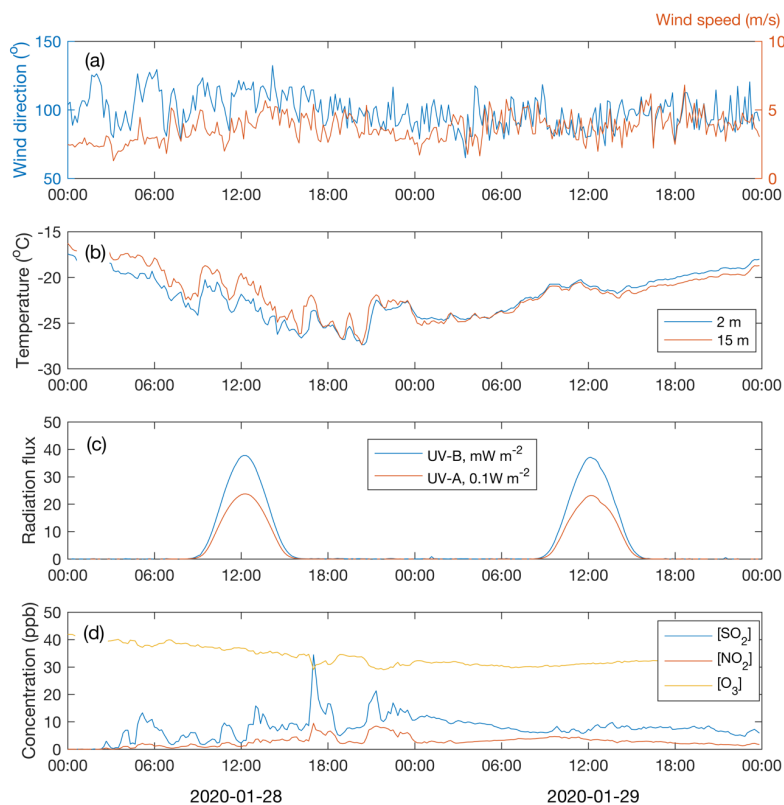 Wind speed (m/s)
150 (a) 10
Wind direction (°)
100 5
50 0
00:00 06:00 12:00 18:00 00:00 06:00 12:00 18:00 00:00
-15 (b)
Temperature (°C)
-20
-25
-30
2 m
15 m
00:00 06:00 12:00 18:00 00:00 06:00 12:00 18:00 00:00
50 (c)
Radiation flux
40
30
20
10
0
UV-B, mW m⁻²
UV-A, 0.1W m⁻²
00:00 06:00 12:00 18:00 00:00 06:00 12:00 18:00 00:00
50 (d)
Concentration (ppb)
40
30
20
10
0
[SO₂]
[NO₂]
[O₃]
00:00 06:00 12:00 18:00 00:00 06:00 12:00 18:00 00:00
2020-01-28 2020-01-29